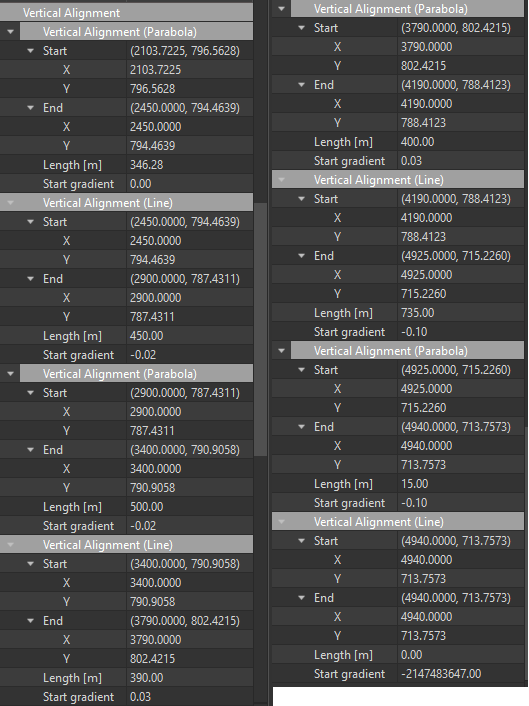 Vertical Alignment
Vertical Alignment (Parabola)
Start (2103.7225, 796.5628)
X 2103.7225
Y 796.5628
End (2450.0000, 794.4639)
X 2450.0000
Y 794.4639
Length [m] 346.28
Start gradient 0.00
Vertical Alignment (Line)
Start (2450.0000, 794.4639)
X 2450.0000
Y 794.4639
End (2900.0000, 787.4311)
X 2900.0000
Y 787.4311
Length [m] 450.00
Start gradient -0.02
Vertical Alignment (Parabola)
Start (2900.0000, 787.4311)
X 2900.0000
Y 787.4311
End (3400.0000, 790.9058)
X 3400.0000
Y 790.9058
Length [m] 500.00
Start gradient -0.02
Vertical Alignment (Line)
Start (3400.0000, 790.9058)
X 3400.0000
Y 790.9058
End (3790.0000, 802.4215)
X 3790.0000
Y 802.4215
Length [m] 390.00
Start gradient 0.03
Vertical Alignment (Parabola)
Start (3790.0000, 802.4215)
X 3790.0000
Y 802.4215
End (4190.0000, 788.4123)
X 4190.0000
Y 788.4123
Length [m] 400.00
Start gradient 0.03
Vertical Alignment (Line)
Start (4190.0000, 788.4123)
X 4190.0000
Y 788.4123
End (4925.0000, 715.2260)
X 4925.0000
Y 715.2260
Length [m] 735.00
Start gradient -0.10
Vertical Alignment (Parabola)
Start (4925.0000, 715.2260)
X 4925.0000
Y 715.2260
End (4940.0000, 713.7573)
X 4940.0000
Y 713.7573
Length [m] 15.00
Start gradient -0.10
Vertical Alignment (Line)
Start (4940.0000, 713.7573)
X 4940.0000
Y 713.7573
End (4940.0000, 713.7573)
X 4940.0000
Y 713.7573
Length [m] 0.00
Start gradient -2147483647.00